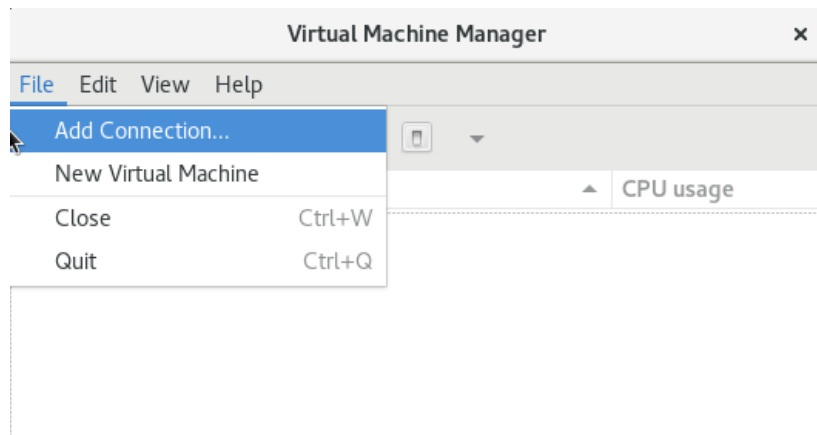 Virtual Machine Manager
File Edit View Help
Add Connection...
New Virtual Machine
CPU usage
Close Ctrl+W
Quit Ctrl+Q